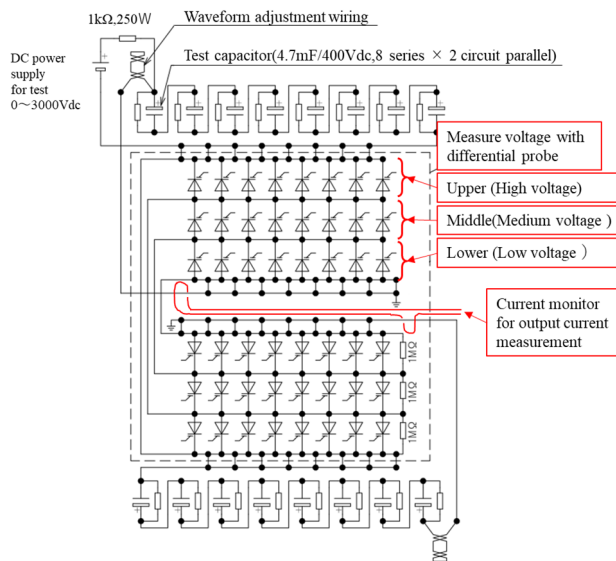 1kΩ,250W
Waveform adjustment wiring
DC power
supply
for test
0～3000Vdc
Test capacitor(4.7mF/400Vdc,8 series × 2 circuit parallel)
Measure voltage with
differential probe
Upper (High voltage)
Middle(Medium voltage )
Lower (Low voltage )
Current monitor
for output current
measurement
1MΩ
1MΩ
1MΩ